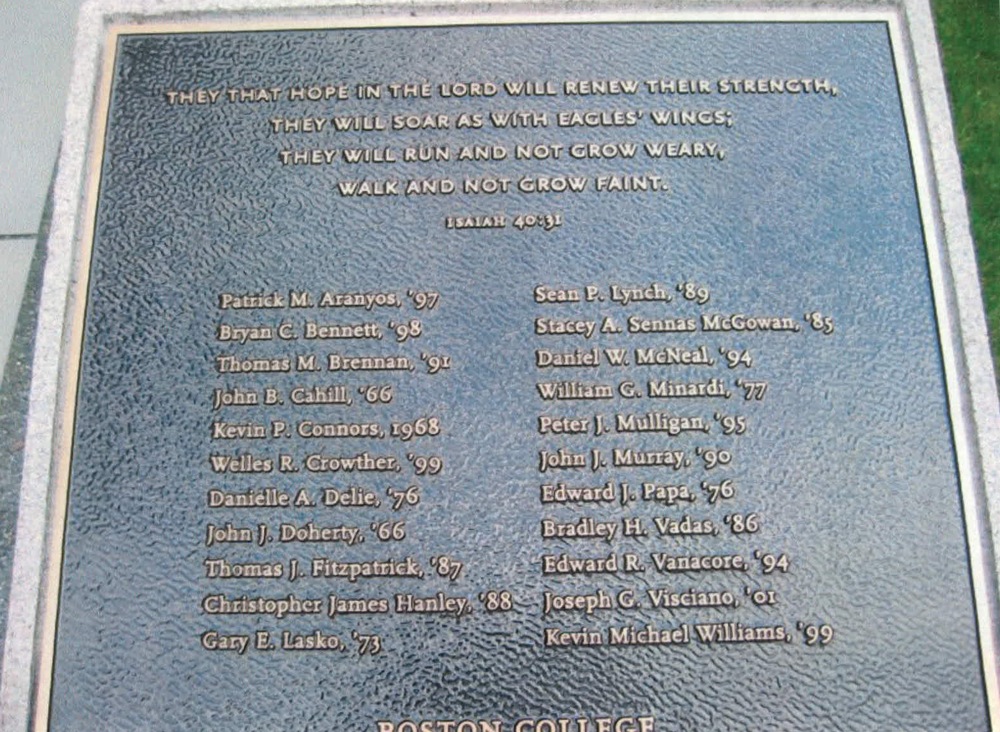 THEY THAT HOPE IN THE LORD WILL RENEW THEIR STRENGTH,
THEY WILL SOAR AS WITH EAGLES' WINGS;
THEY WILL RUN AND NOT GROW WEARY,
WALK AND NOT GROW FAINT.
ISAIAH 40:31
Patrick M. Aranyos, '97
Bryan C. Bennett, '98
Thomas M. Brennan, '91
John B. Cahill, '66
Kevin P. Connors, 1968
Welles R. Crowther, '99
Danielle A. Delie, '76
John J. Doherty, '66
Thomas J. Fitzpatrick, '87
Christopher James Hanley, '88
Gary E. Lasko, '73
Sean P. Lynch, '89
Stacey A. Sennas McGowan, '85
Daniel W. McNeal, '94
William G. Minardi, '77
Peter J. Mulligan, '95
John J. Murray, '90
Edward J. Papa, '76
Bradley H. Vadas, '86
Edward R. Vanacore, '94
Joseph G. Visciano, '01
Kevin Michael Williams, '99
BOSTON COLLEGE